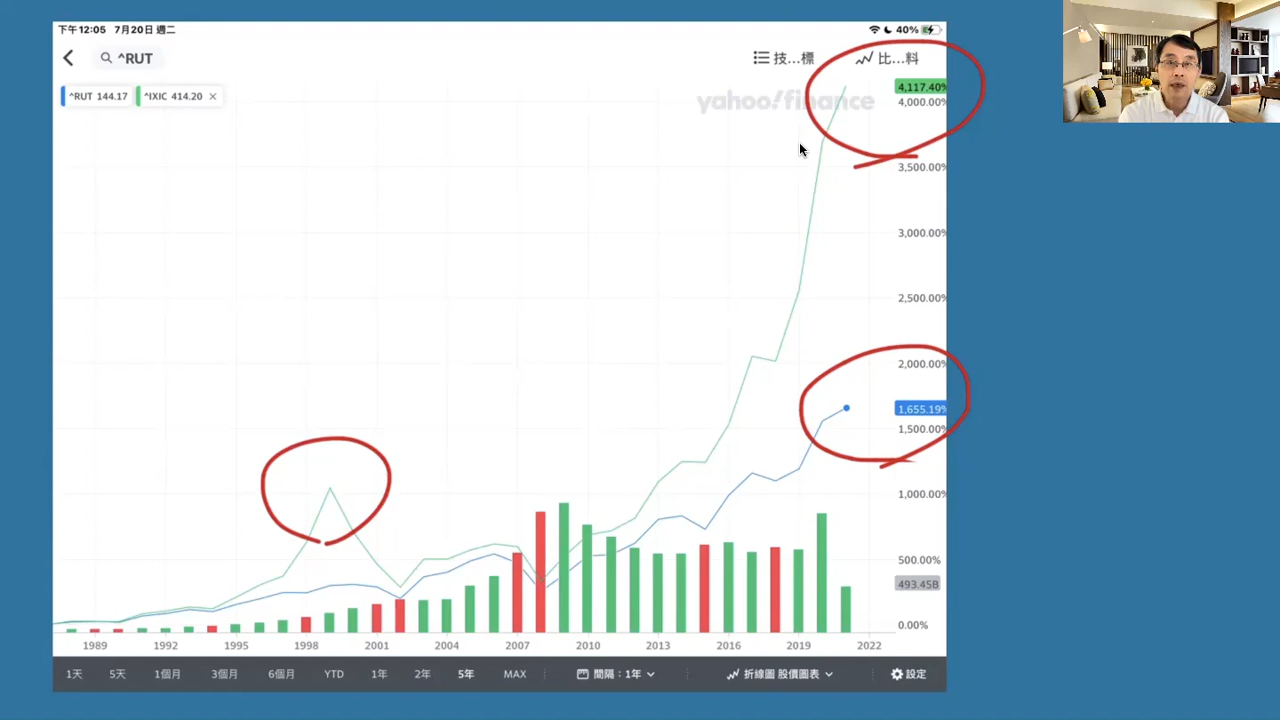 下午12:05 7月20日 週二
40%
^RUT
技...標
比...料
^RUT 144.17
^IXIC 414.20 ×
yahoo!finance
4,117.40%
4,000.00%
3,500.00%
3,000.00%
2,500.00%
2,000.00%
1,655.19%
1,500.00%
1,000.00%
500.00%
493.45B
0.00%
1989 1992 1995 1998 2001 2004 2007 2010 2013 2016 2019 2022
1天 5天 1個月 3個月 6個月 YTD 1年 2年 5年 MAX 間隔：1年 折線圖 股價圖表 設定